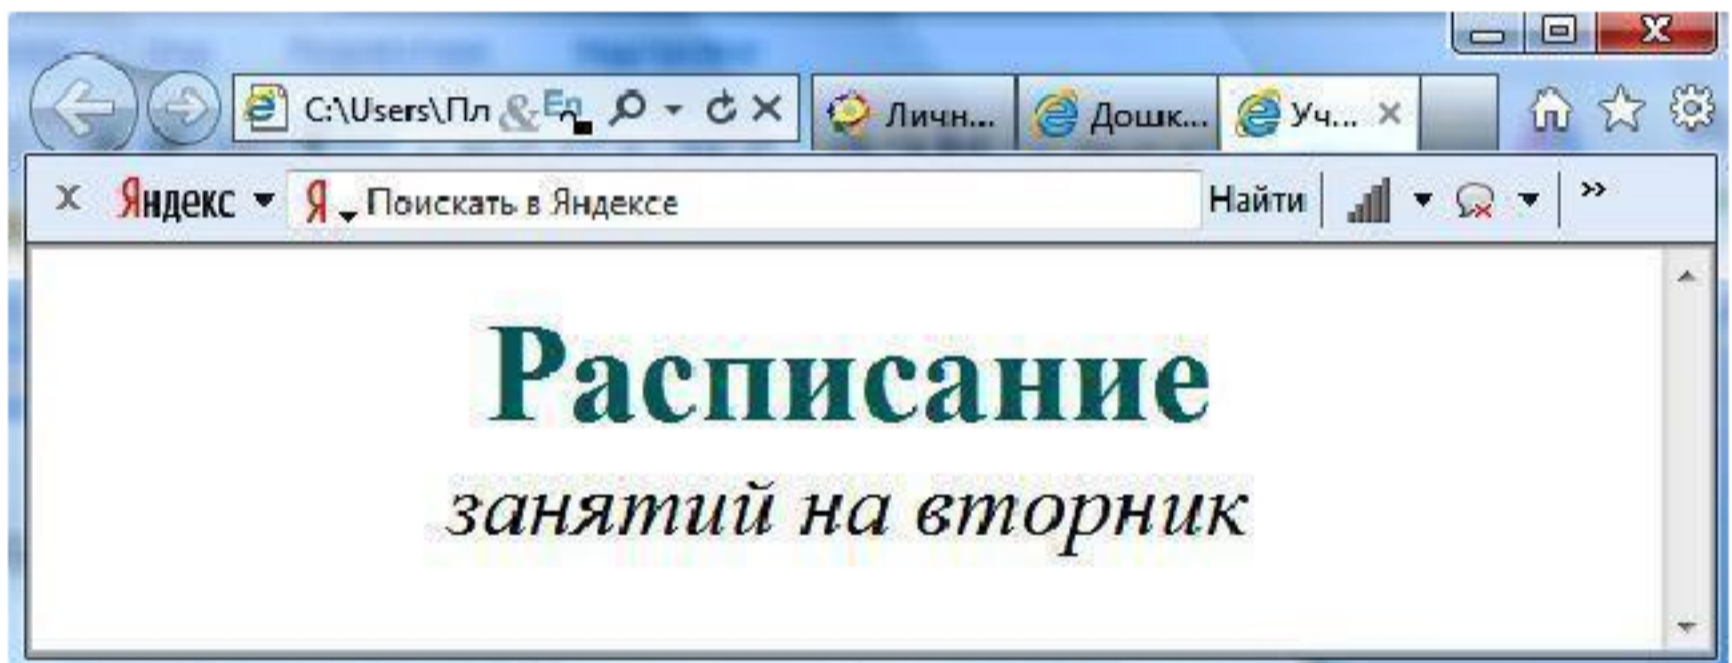 C:\Users\Пл
Личн...
Дошк...
Уч...
x Яндекс Я Поискать в Яндексе Найти »
Расписание
занятий на вторник